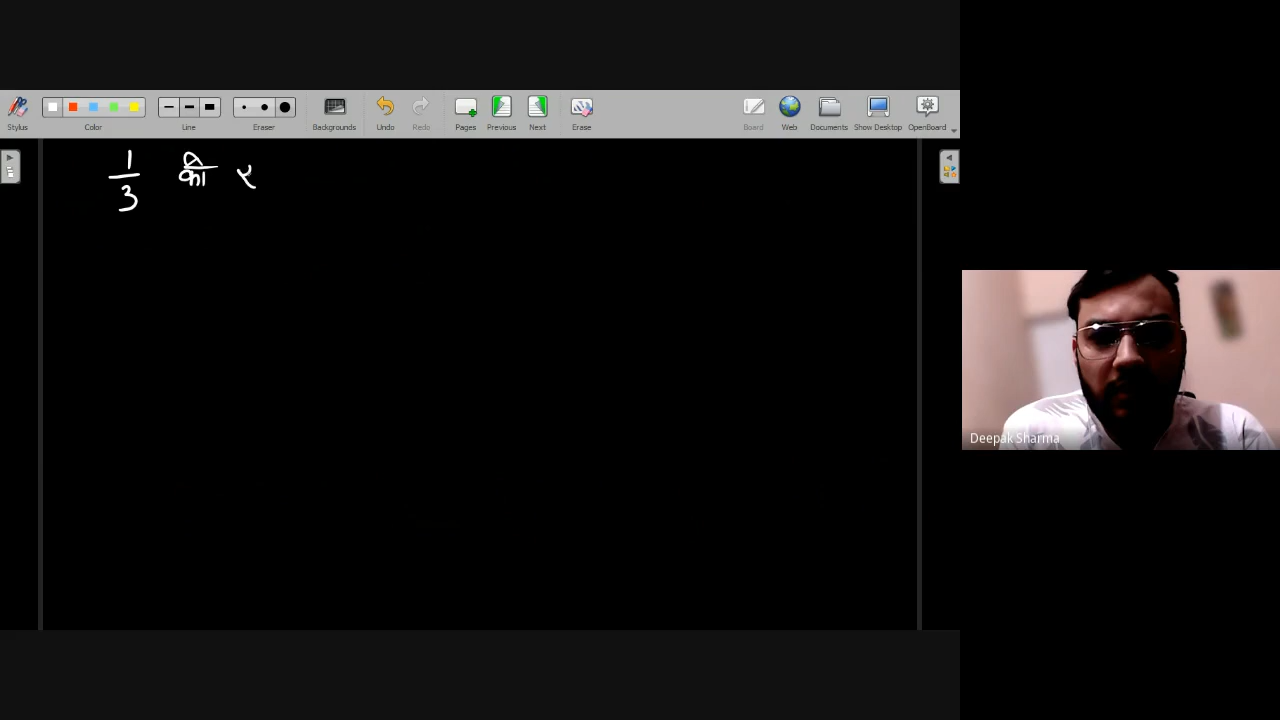 Stylus Color Line Eraser Backgrounds Undo Redo Pages Previous Next Erase Board Web Documents Show Desktop OpenBoard
1/3 की
Deepak Sharma